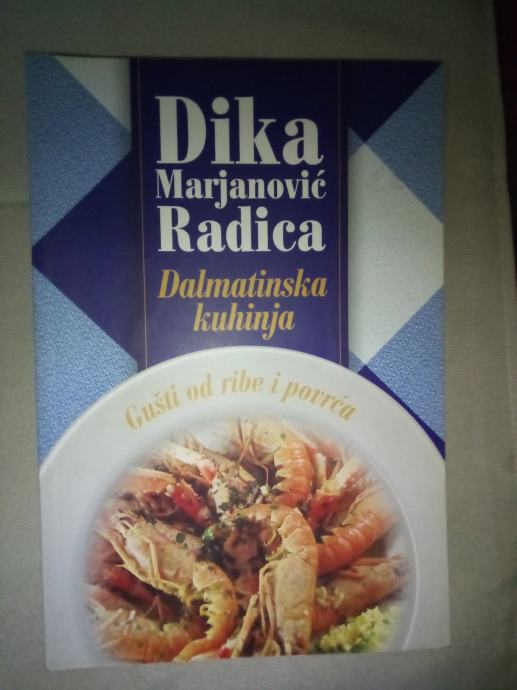 Dika
Marjanović
Radica
Dalmatinska
kuhinja
Gušti od ribe i povrća